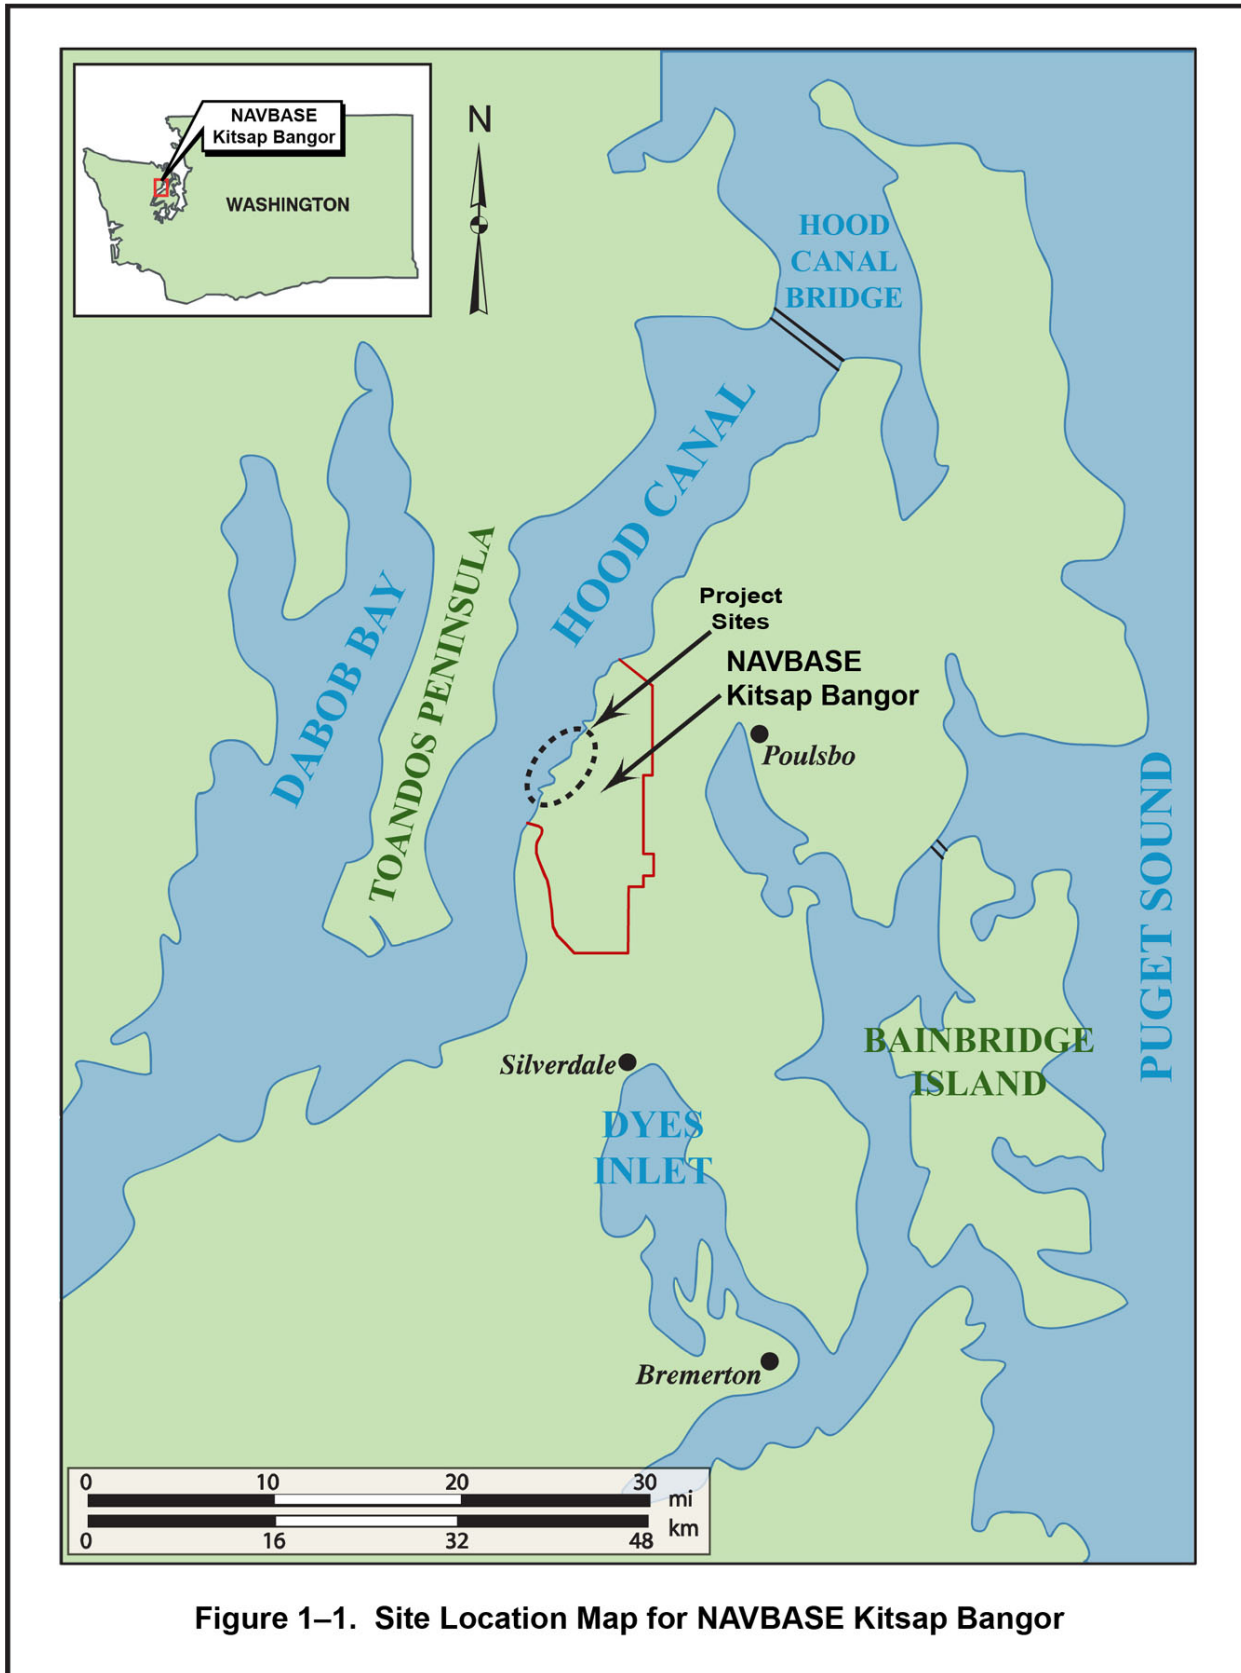 NAVBASE
Kitsap Bangor
WASHINGTON
N
HOOD
CANAL
BRIDGE
HOOD CANAL
DABOB BAY
TOANDOS PENINSULA
Project
Sites
NAVBASE
Kitsap Bangor
Poulsbo
PUGET SOUND
BAINBRIDGE
ISLAND
Silverdale
DYES
INLET
Bremerton
0 10 20 30 mi
0 16 32 48 km
Figure 1–1. Site Location Map for NAVBASE Kitsap Bangor